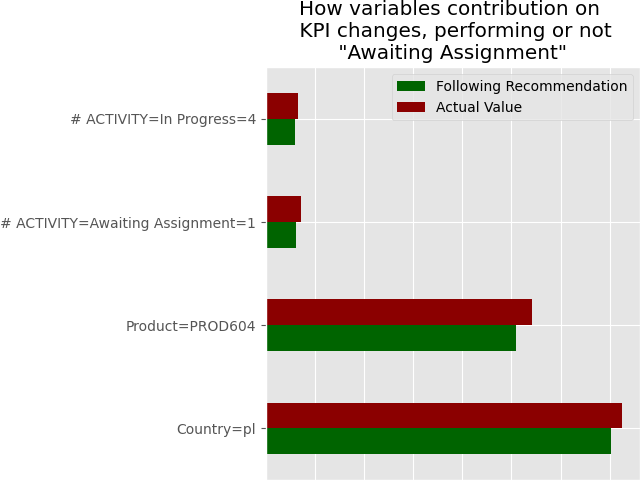 How variables contribution on
KPI changes, performing or not
"Awaiting Assignment"
Following Recommendation
Actual Value
# ACTIVITY=In Progress=4
# ACTIVITY=Awaiting Assignment=1
Product=PROD604
Country=pl